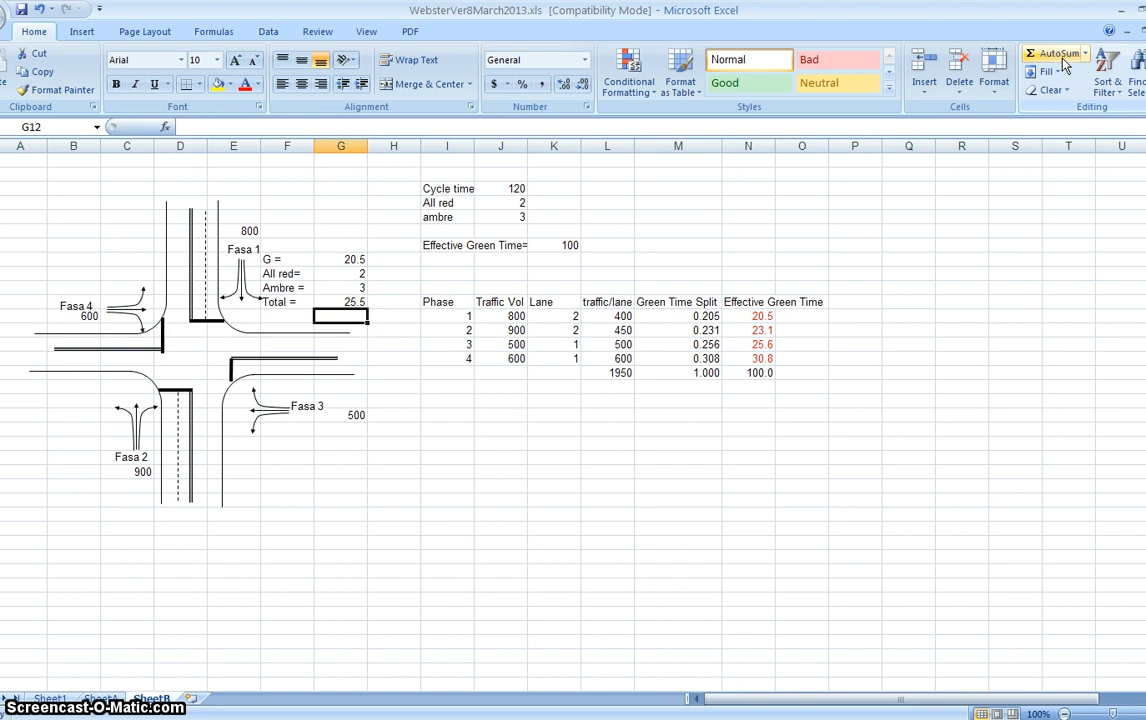 WebsterVer8March2013.xls [Compatibility Mode] - Microsoft Excel
Home Insert Page Layout Formulas Data Review View PDF
Cut
Copy
Format Painter
Clipboard
Arial 10 A A
B I U A
Font
Wrap Text
Merge & Center
Alignment
General
$ % , .0 .00 .00 .0
Number
Conditional Formatting
Format as Table
Normal Bad
Good Neutral
Styles
Insert Delete Format
Cells
Σ AutoSum
Fill
Clear
Sort & Filter
Editing
G12 fx
A B C D E F G H I J K L M N O P Q R S T U
Cycle time 120
All red 2
ambre 3
Effective Green Time= 100
800
Fasa 1
G = 20.5
All red= 2
Ambre = 3
Total = 25.5
Fasa 4
600
Fasa 3
500
Fasa 2
900
Phase Traffic Vol Lane traffic/lane Green Time Split Effective Green Time
1 800 2 400 0.205 20.5
2 900 2 450 0.231 23.1
3 500 1 500 0.256 25.6
4 600 1 600 0.308 30.8
1950 1.000 100.0
Sheet1 SheetA SheetB
Screencast-O-Matic.com
100%